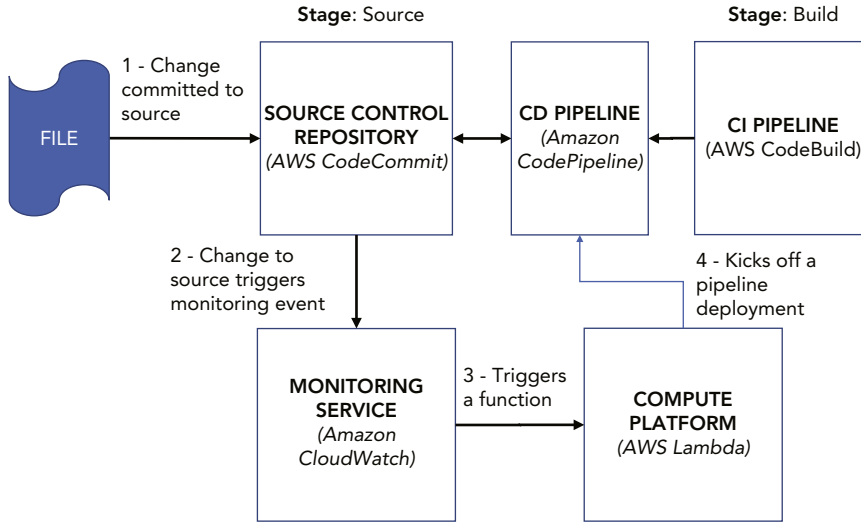 Stage: Source
Stage: Build
1 - Change
committed to
source
FILE
SOURCE CONTROL
REPOSITORY
(AWS CodeCommit)
CD PIPELINE
(Amazon
CodePipeline)
CI PIPELINE
(AWS CodeBuild)
2 - Change to
source triggers
monitoring event
4 - Kicks off a
pipeline
deployment
MONITORING
SERVICE
(Amazon
CloudWatch)
3 - Triggers
a function
COMPUTE
PLATFORM
(AWS Lambda)